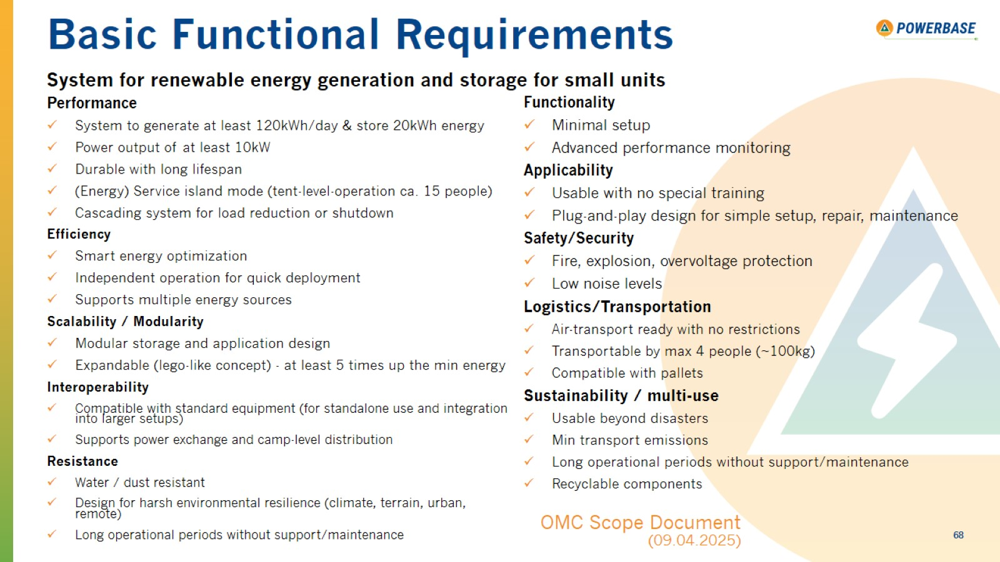 Basic Functional Requirements
POWERBASE
System for renewable energy generation and storage for small units
Performance
✓ System to generate at least 120kWh/day & store 20kWh energy
✓ Power output of at least 10kW
✓ Durable with long lifespan
✓ (Energy) Service island mode (tent-level-operation ca. 15 people)
✓ Cascading system for load reduction or shutdown
Efficiency
✓ Smart energy optimization
✓ Independent operation for quick deployment
✓ Supports multiple energy sources
Scalability / Modularity
✓ Modular storage and application design
✓ Expandable (lego-like concept) - at least 5 times up the min energy
Interoperability
✓ Compatible with standard equipment (for standalone use and integration
into larger setups)
✓ Supports power exchange and camp-level distribution
Resistance
✓ Water / dust resistant
✓ Design for harsh environmental resilience (climate, terrain, urban,
remote)
✓ Long operational periods without support/maintenance
Functionality
✓ Minimal setup
✓ Advanced performance monitoring
Applicability
✓ Usable with no special training
✓ Plug-and-play design for simple setup, repair, maintenance
Safety/Security
✓ Fire, explosion, overvoltage protection
✓ Low noise levels
Logistics/Transportation
✓ Air-transport ready with no restrictions
✓ Transportable by max 4 people (~100kg)
✓ Compatible with pallets
Sustainability / multi-use
✓ Usable beyond disasters
✓ Min transport emissions
✓ Long operational periods without support/maintenance
✓ Recyclable components
OMC Scope Document
(09.04.2025)
68